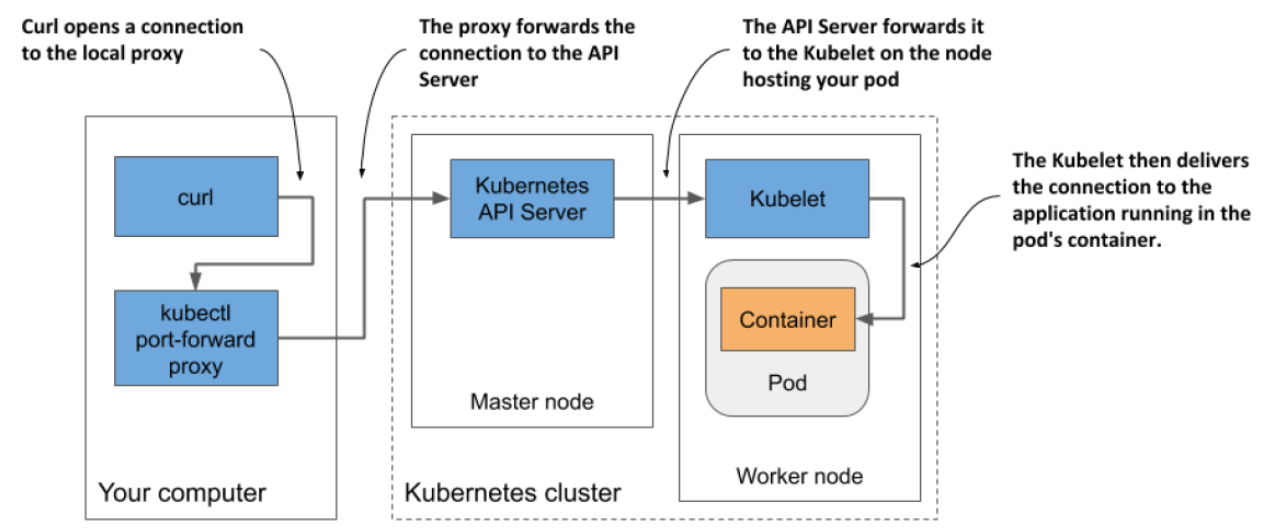 Curl opens a connection
to the local proxy
The proxy forwards the
connection to the API
Server
The API Server forwards it
to the Kubelet on the node
hosting your pod
The Kubelet then delivers
the connection to the
application running in the
pod's container.
curl
kubectl
port-forward
proxy
Your computer
Kubernetes
API Server
Master node
Kubelet
Container
Pod
Worker node
Kubernetes cluster